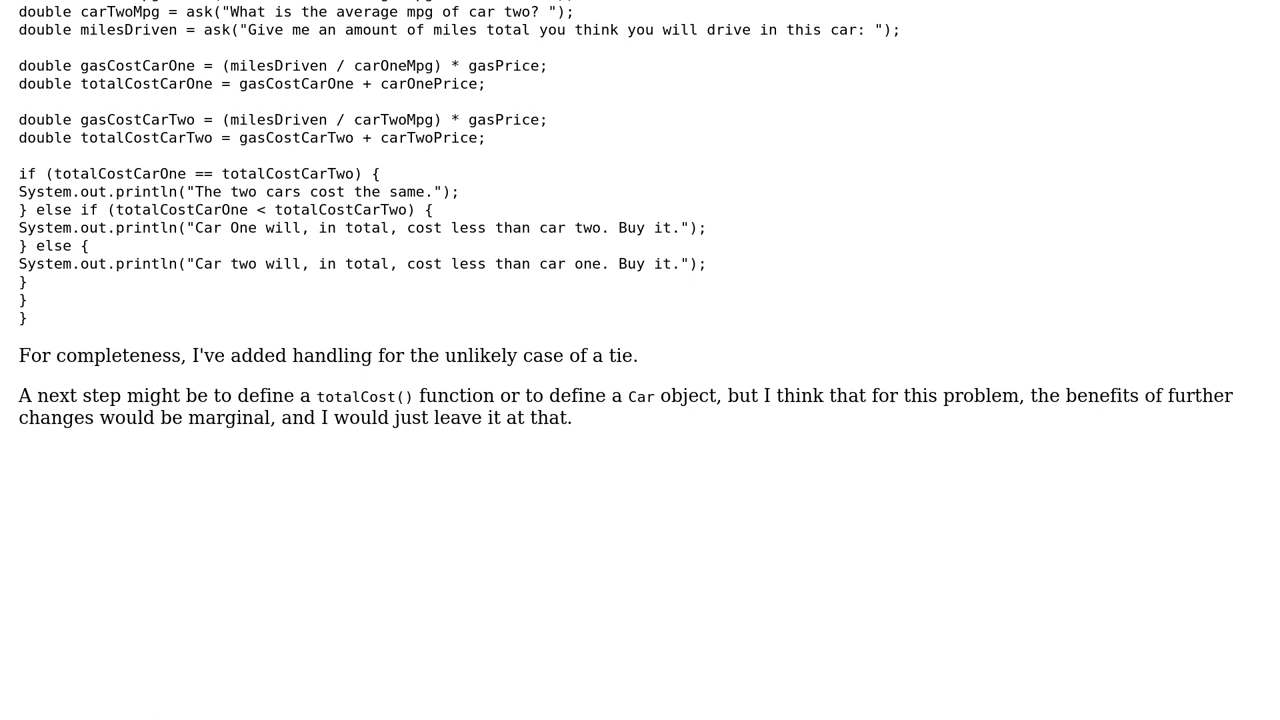 double carTwoMpg = ask("What is the average mpg of car two? ");
double milesDriven = ask("Give me an amount of miles total you think you will drive in this car: ");
double gasCostCarOne = (milesDriven / carOneMpg) * gasPrice;
double totalCostCarOne = gasCostCarOne + carOnePrice;
double gasCostCarTwo = (milesDriven / carTwoMpg) * gasPrice;
double totalCostCarTwo = gasCostCarTwo + carTwoPrice;
if (totalCostCarOne == totalCostCarTwo) {
System.out.println("The two cars cost the same.");
} else if (totalCostCarOne < totalCostCarTwo) {
System.out.println("Car One will, in total, cost less than car two. Buy it.");
} else {
System.out.println("Car two will, in total, cost less than car one. Buy it.");
}
}
}
For completeness, I've added handling for the unlikely case of a tie.
A next step might be to define a totalCost() function or to define a Car object, but I think that for this problem, the benefits of further
changes would be marginal, and I would just leave it at that.